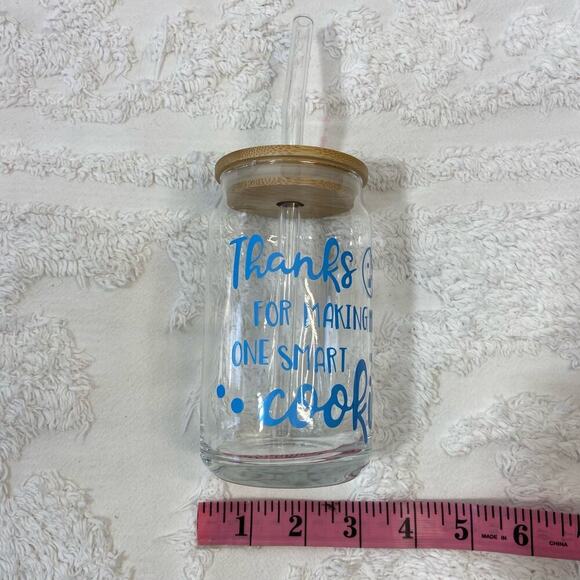 Thanks
FOR MAKING
ONE SMART
cooki
1 2 3 4 5 MADE IN 6 CHINA